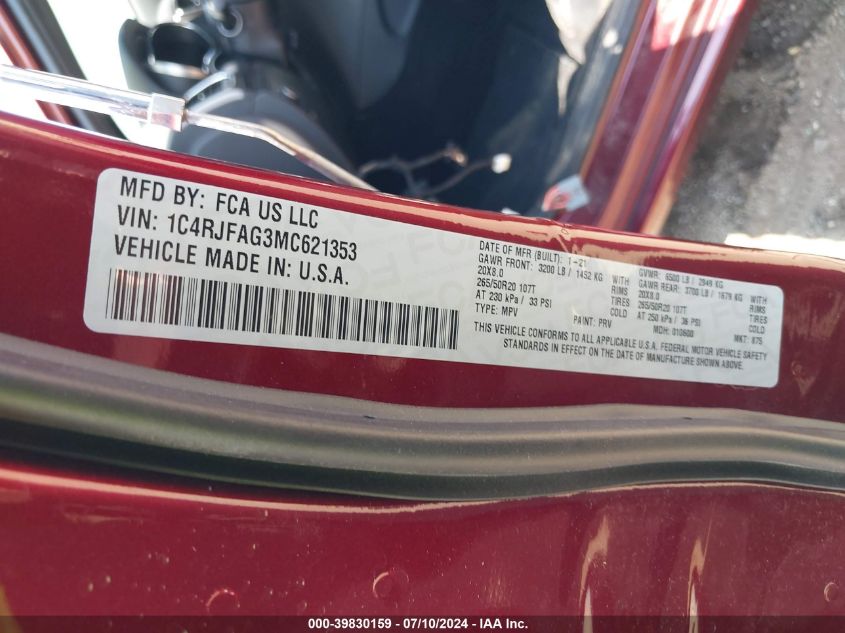 MFD BY: FCA US LLC
VIN: 1C4RJFAG3MC621353
VEHICLE MADE IN: U.S.A.
DATE OF MFR (BUILT): 1-21
GAWR FRONT: 3200 LB / 1452 KG WITH
20X8.0 RIMS
265/50R20 107T TIRES
AT 230 kPa / 33 PSI COLD
TYPE: MPV PAINT: PRV
GVWR: 6500 LB / 2949 KG
GAWR REAR: 3700 LB / 1679 KG WITH
20X8.0 RIMS
265/50R20 107T TIRES
AT 250 kPa / 36 PSI COLD
MDH: 010600 MKT: 875
THIS VEHICLE CONFORMS TO ALL APPLICABLE U.S.A. FEDERAL MOTOR VEHICLE SAFETY
STANDARDS IN EFFECT ON THE DATE OF MANUFACTURE SHOWN ABOVE.
000-39830159 - 07/10/2024 - IAA Inc.